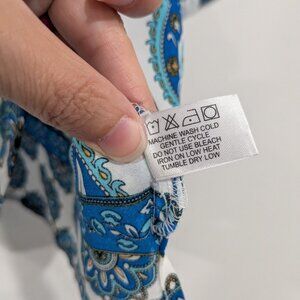 MACHINE WASH COLD
GENTLE CYCLE
DO NOT USE BLEACH
IRON ON LOW HEAT
TUMBLE DRY LOW